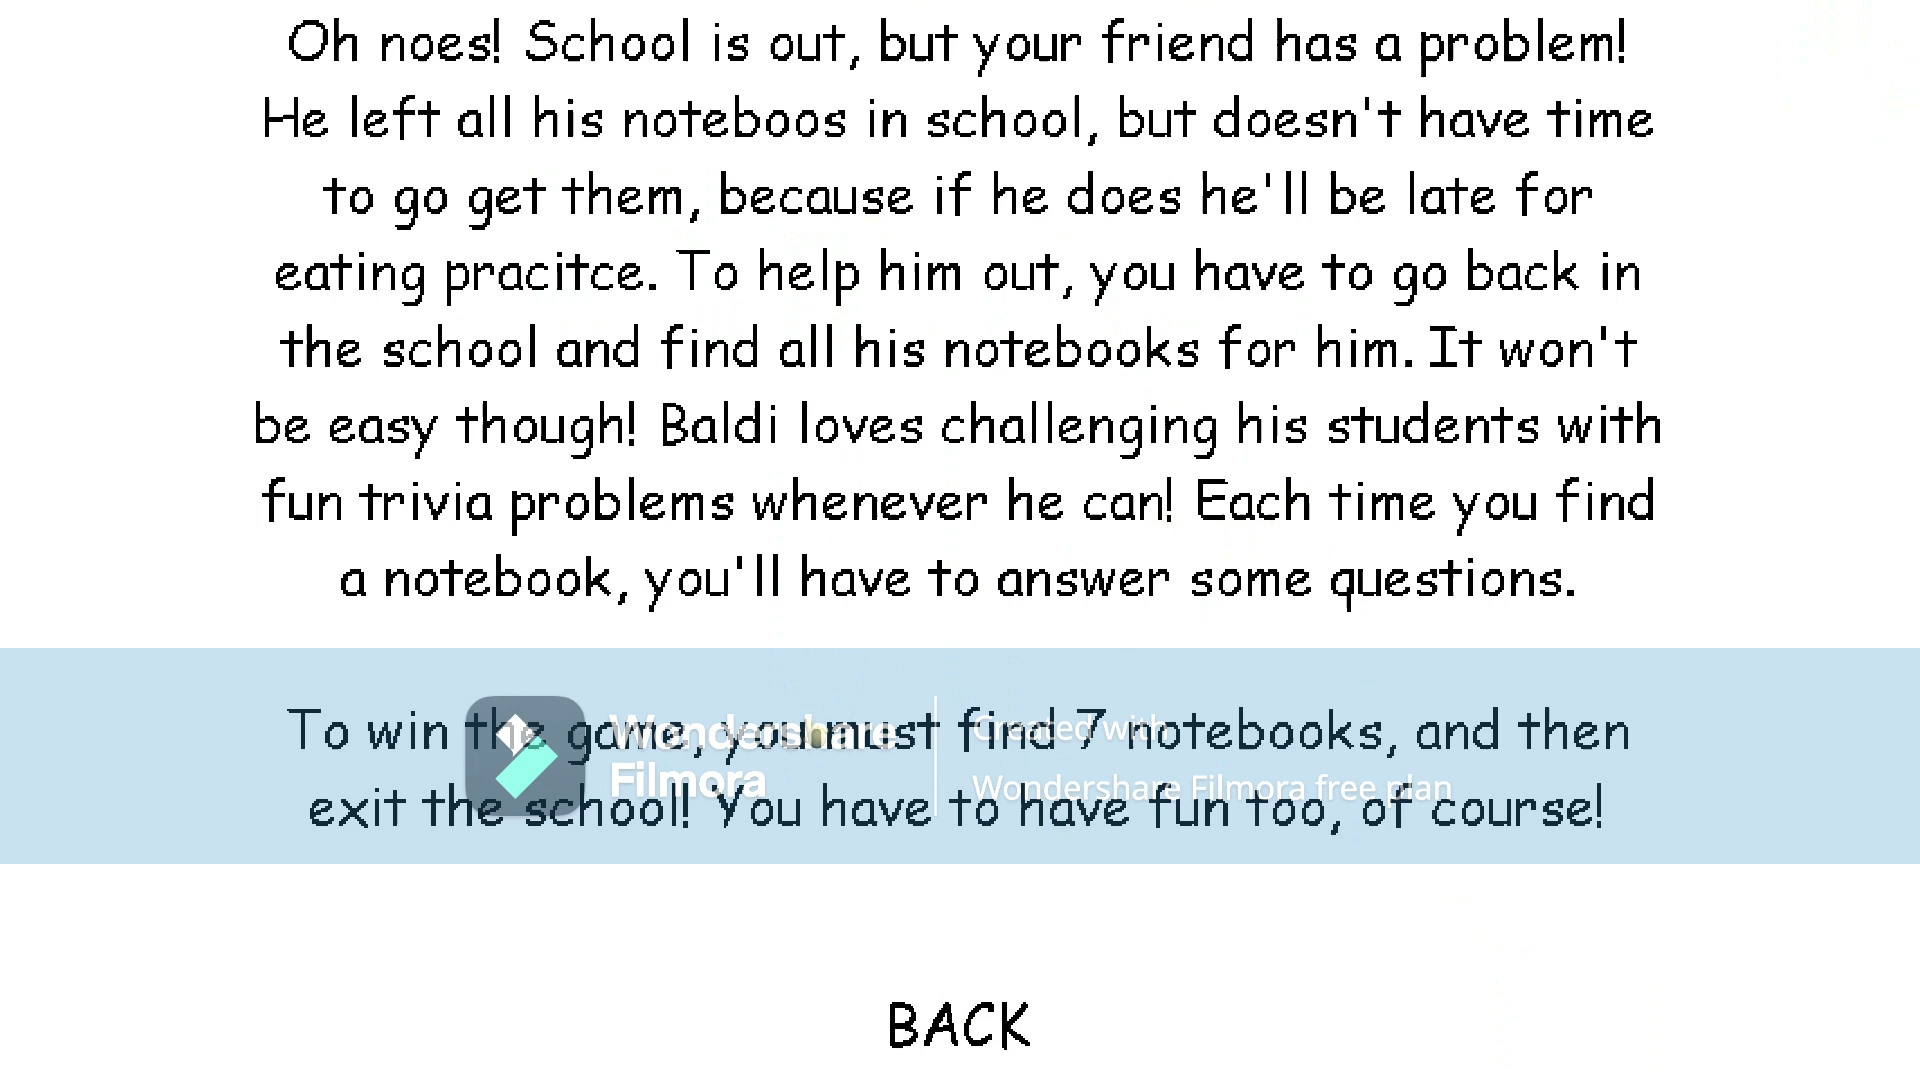 Oh noes! School is out, but your friend has a problem!
He left all his noteboos in school, but doesn't have time
to go get them, because if he does he'll be late for
eating pracitce. To help him out, you have to go back in
the school and find all his notebooks for him. It won't
be easy though! Baldi loves challenging his students with
fun trivia problems whenever he can! Each time you find
a notebook, you'll have to answer some questions.
To win the game, you must find 7 notebooks, and then
exit the school! You have to have fun too, of course!
Wondershare
Filmora
Created with
Wondershare Filmora free plan
BACK